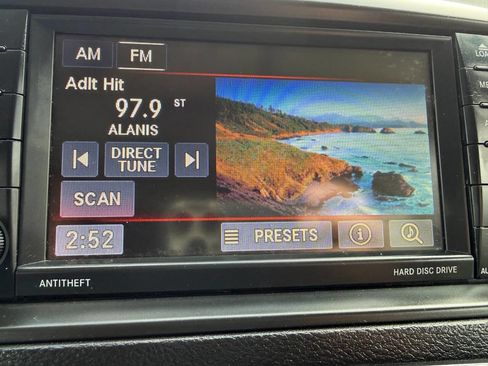 AM FM
Adlt Hit
97.9 ST
ALANIS
DIRECT
TUNE
SCAN
2:52 PRESETS
ANTITHEFT HARD DISC DRIVE